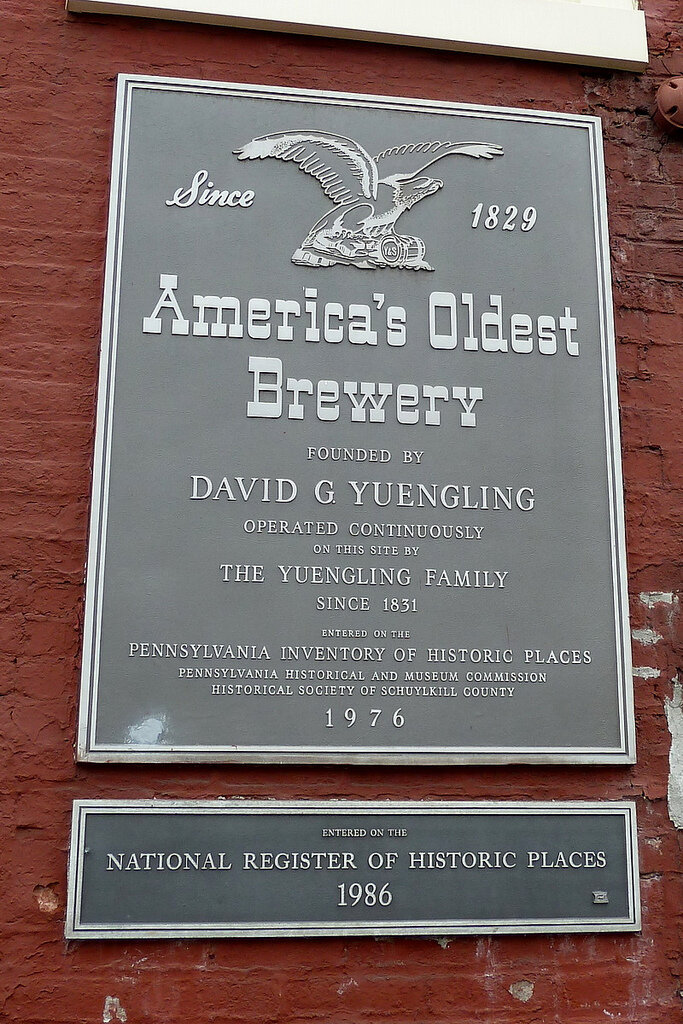 Since 1829
Y&S
America's Oldest
Brewery
FOUNDED BY
DAVID G. YUENGLING
OPERATED CONTINUOUSLY
ON THIS SITE BY
THE YUENGLING FAMILY
SINCE 1831
ENTERED ON THE
PENNSYLVANIA INVENTORY OF HISTORIC PLACES
PENNSYLVANIA HISTORICAL AND MUSEUM COMMISSION
HISTORICAL SOCIETY OF SCHUYLKILL COUNTY
1976
ENTERED ON THE
NATIONAL REGISTER OF HISTORIC PLACES
1986